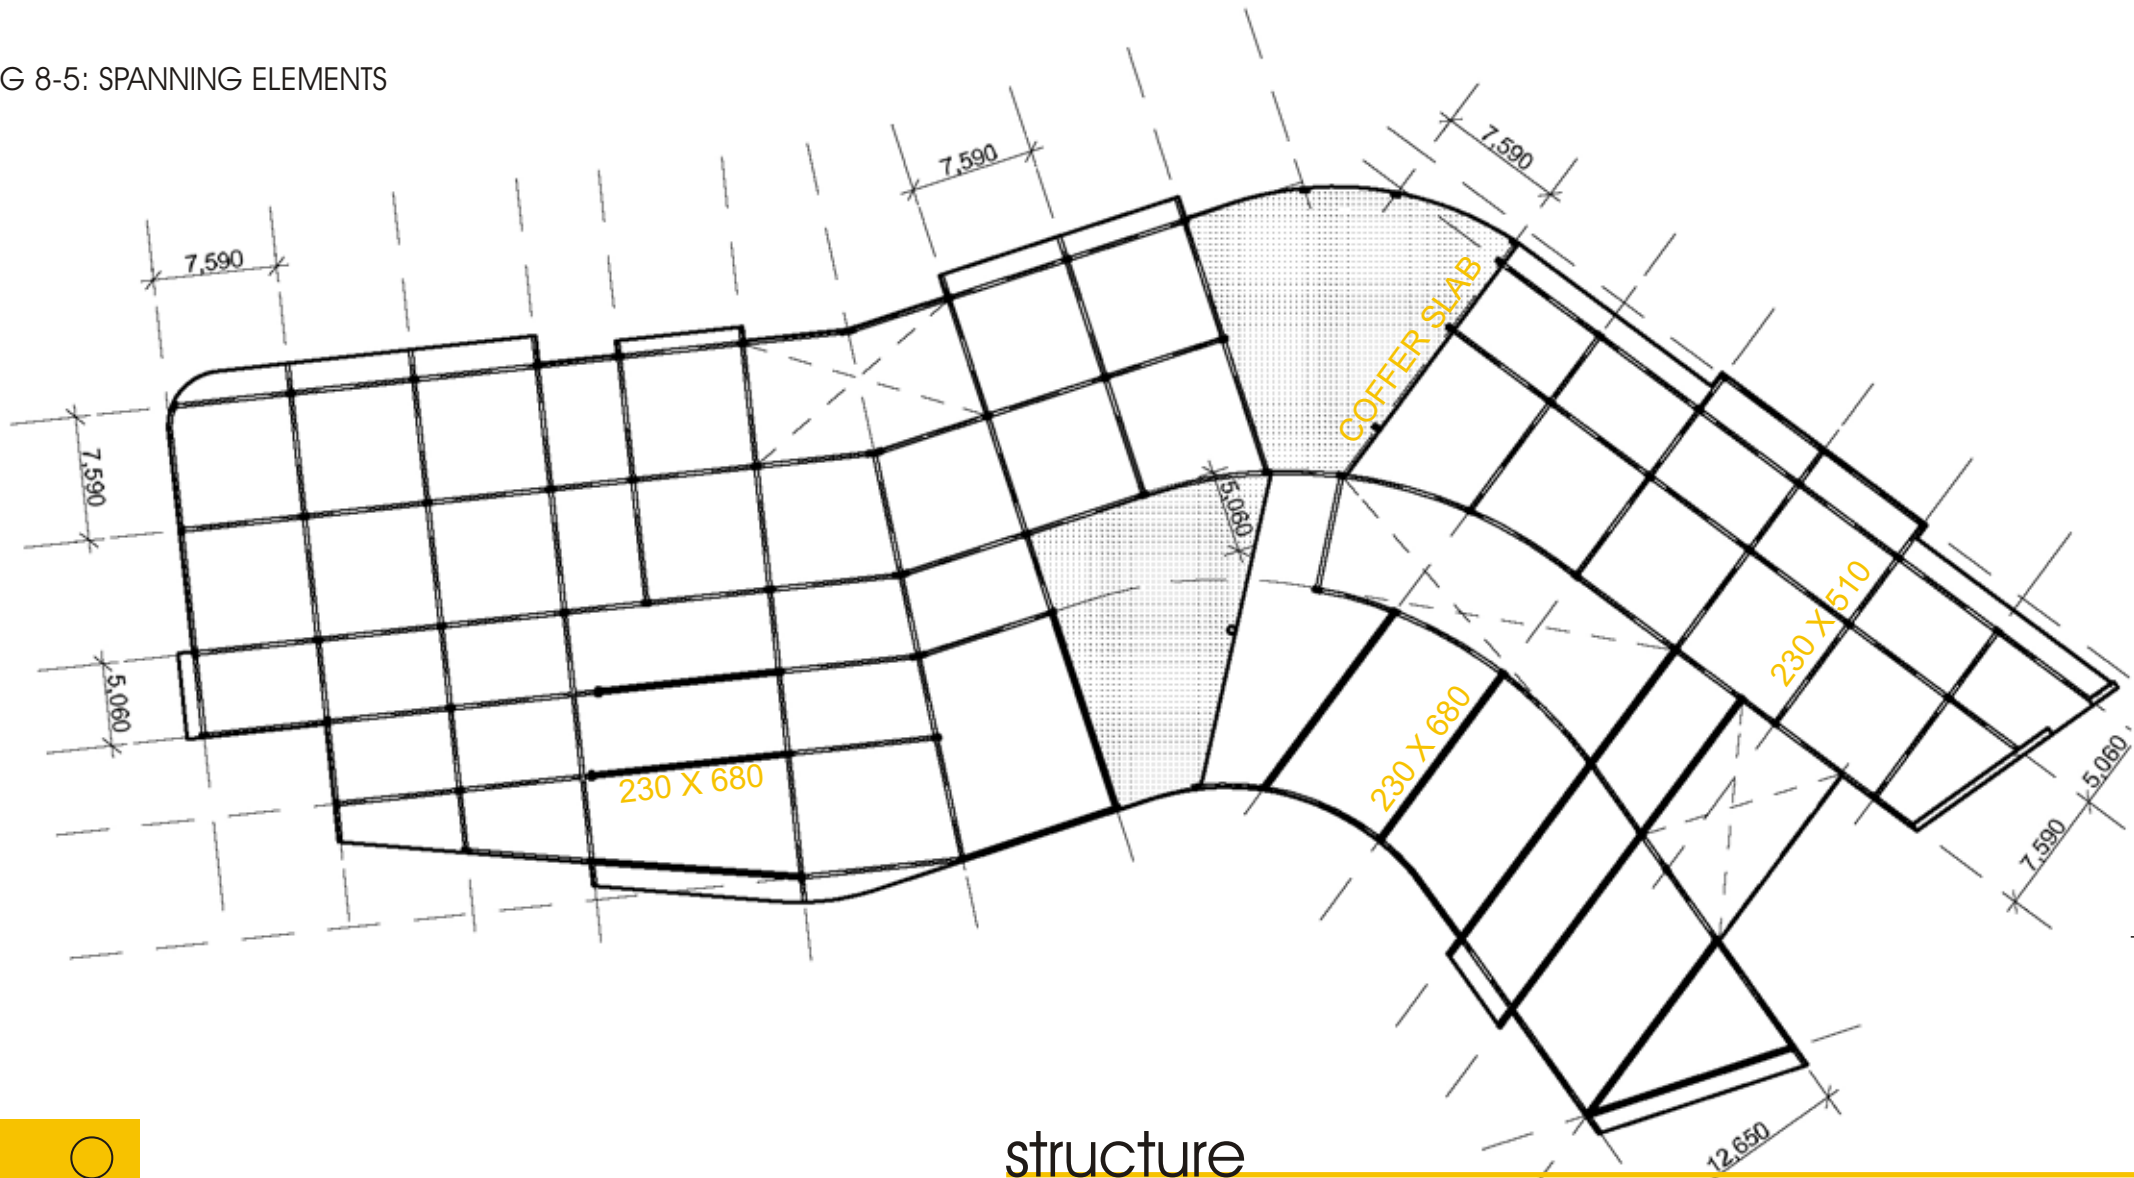 G 8-5: SPANNING ELEMENTS
7,590
7,590
7,590
7,590
5,060
5,060
COFFER SLAB
230 X 510
230 X 680
230 X 680
5,060
7,590
12,650
structure